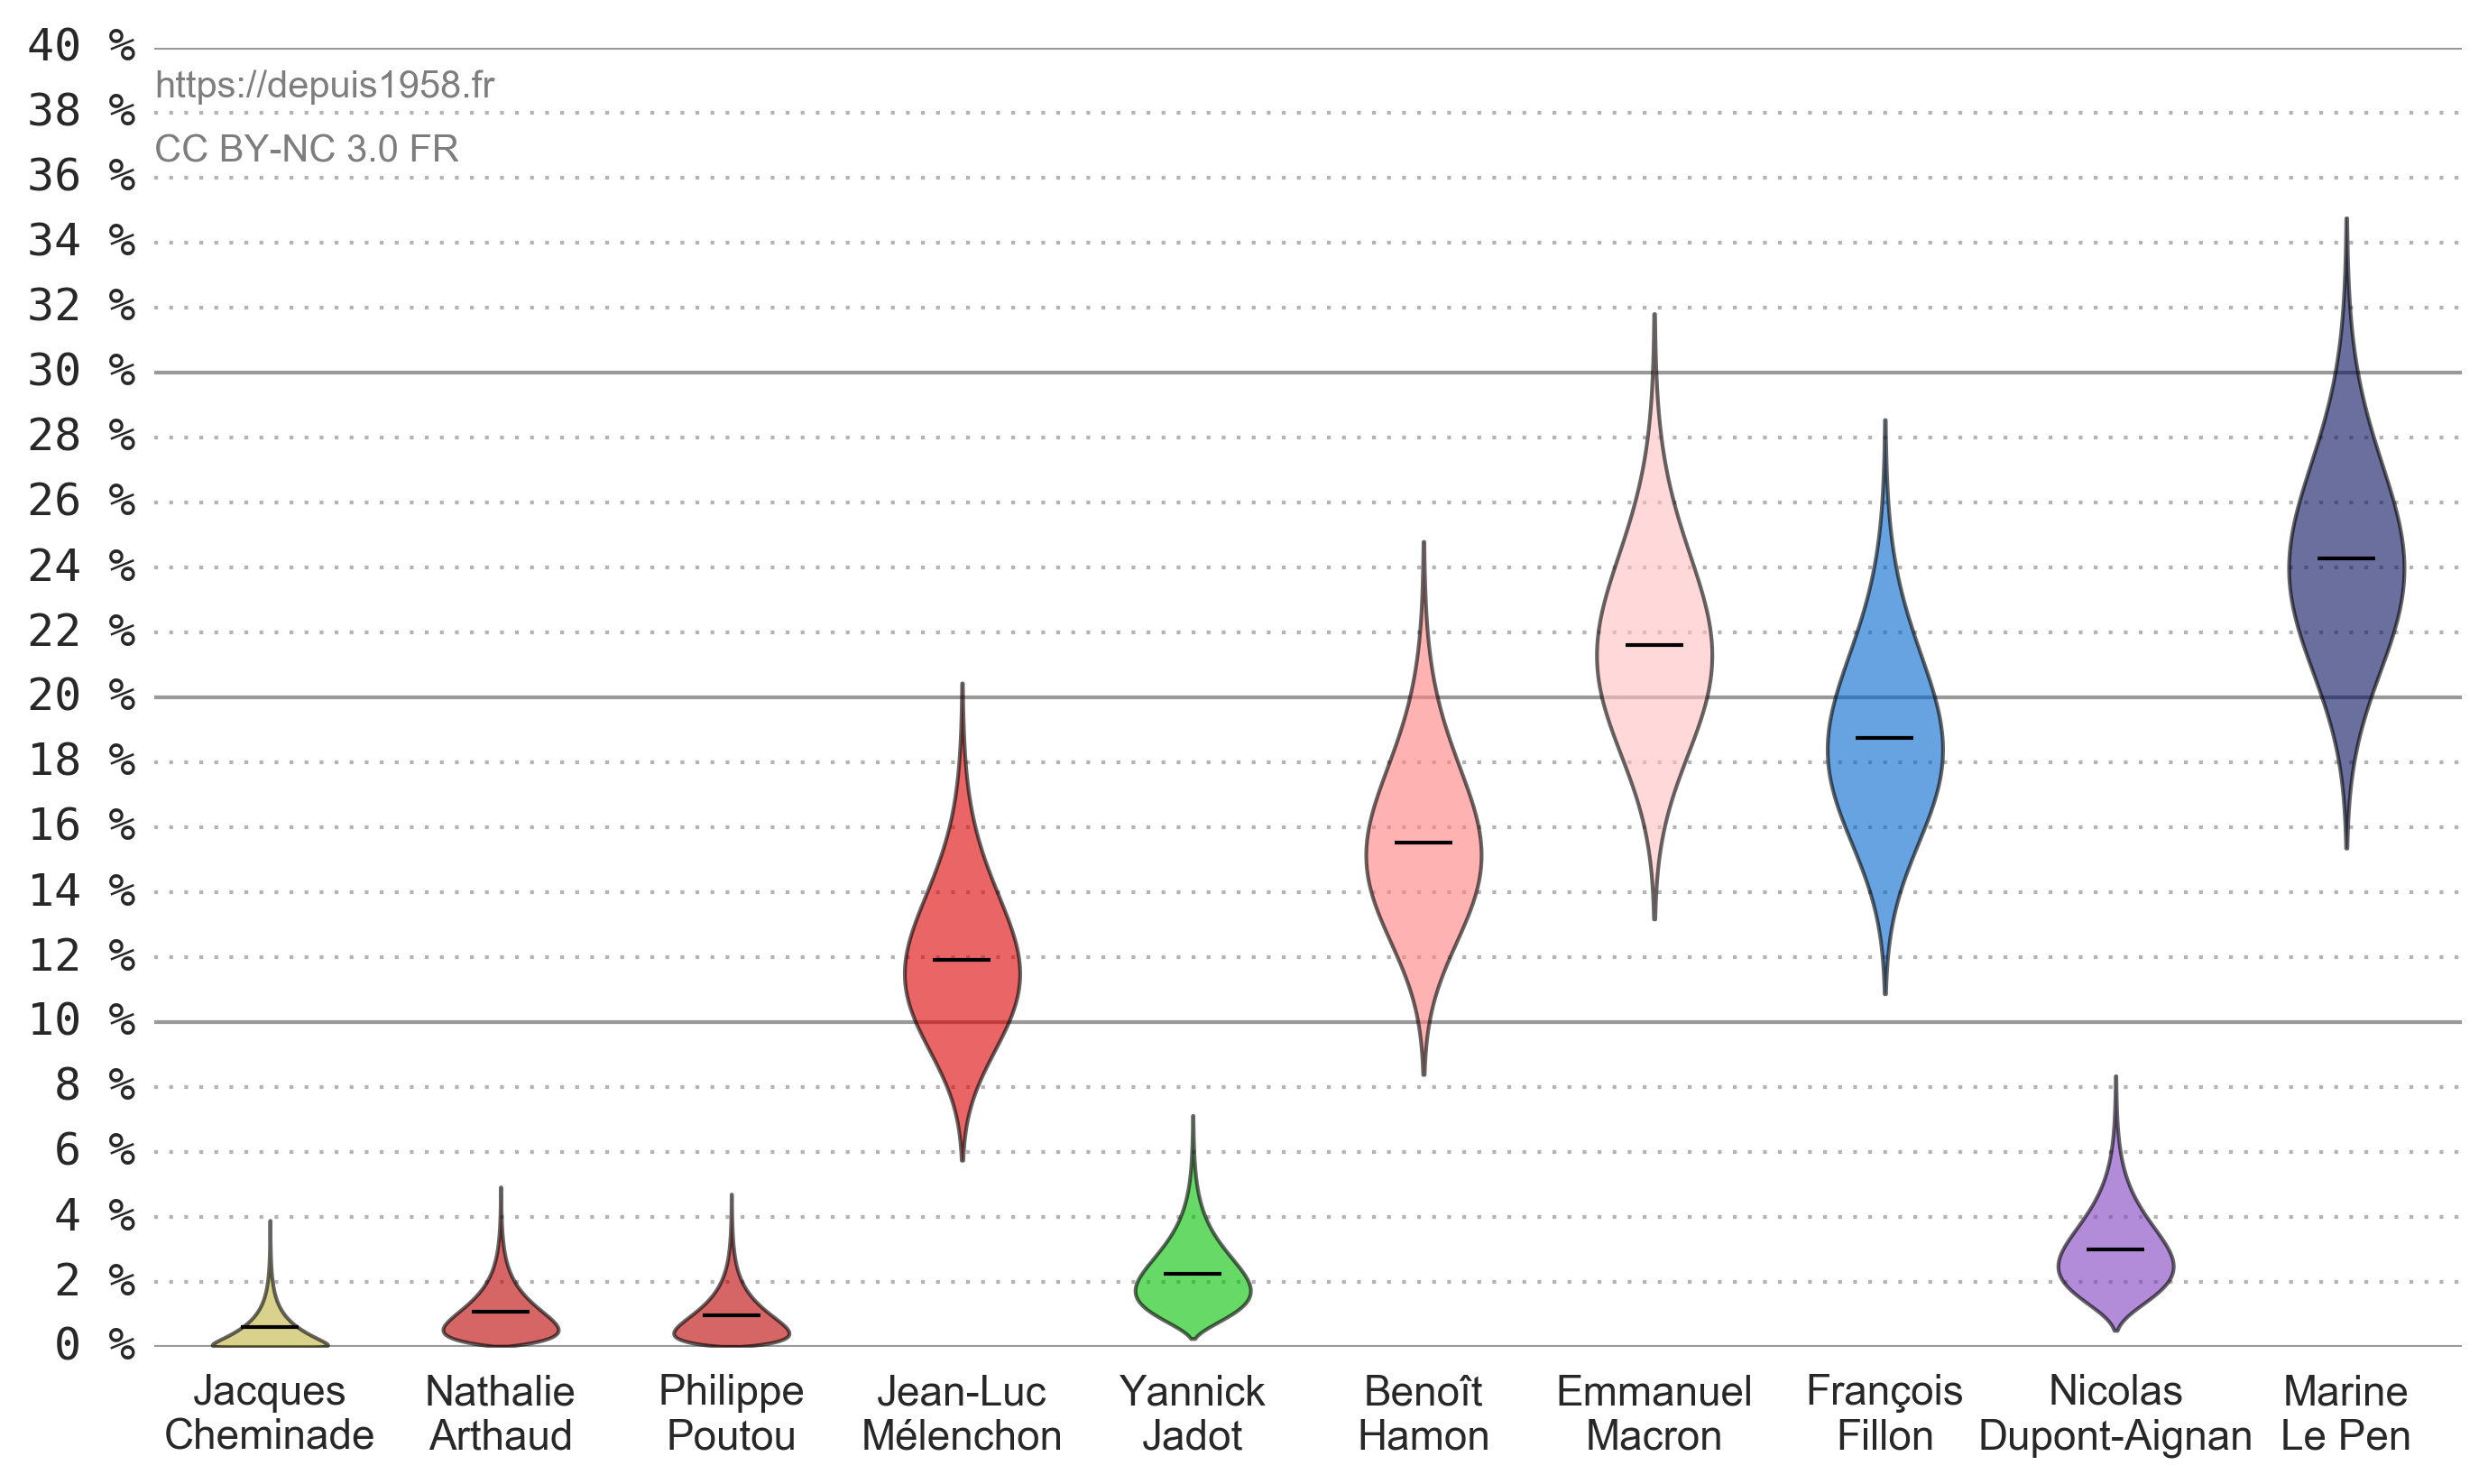 40 %
https://depuis1958.fr
38 %
CC BY-NC 3.0 FR
36 %
34 %
32 %
30 %
28 %
26 %
24 %
22 %
20 %
18 %
16 %
14 %
12 %
10 %
8 %
6 %
4 %
2 %
0 %
Jacques
Cheminade
Nathalie
Arthaud
Philippe
Poutou
Jean-Luc
Mélenchon
Yannick
Jadot
Benoît
Hamon
Emmanuel
Macron
François
Fillon
Nicolas
Dupont-Aignan
Marine
Le Pen